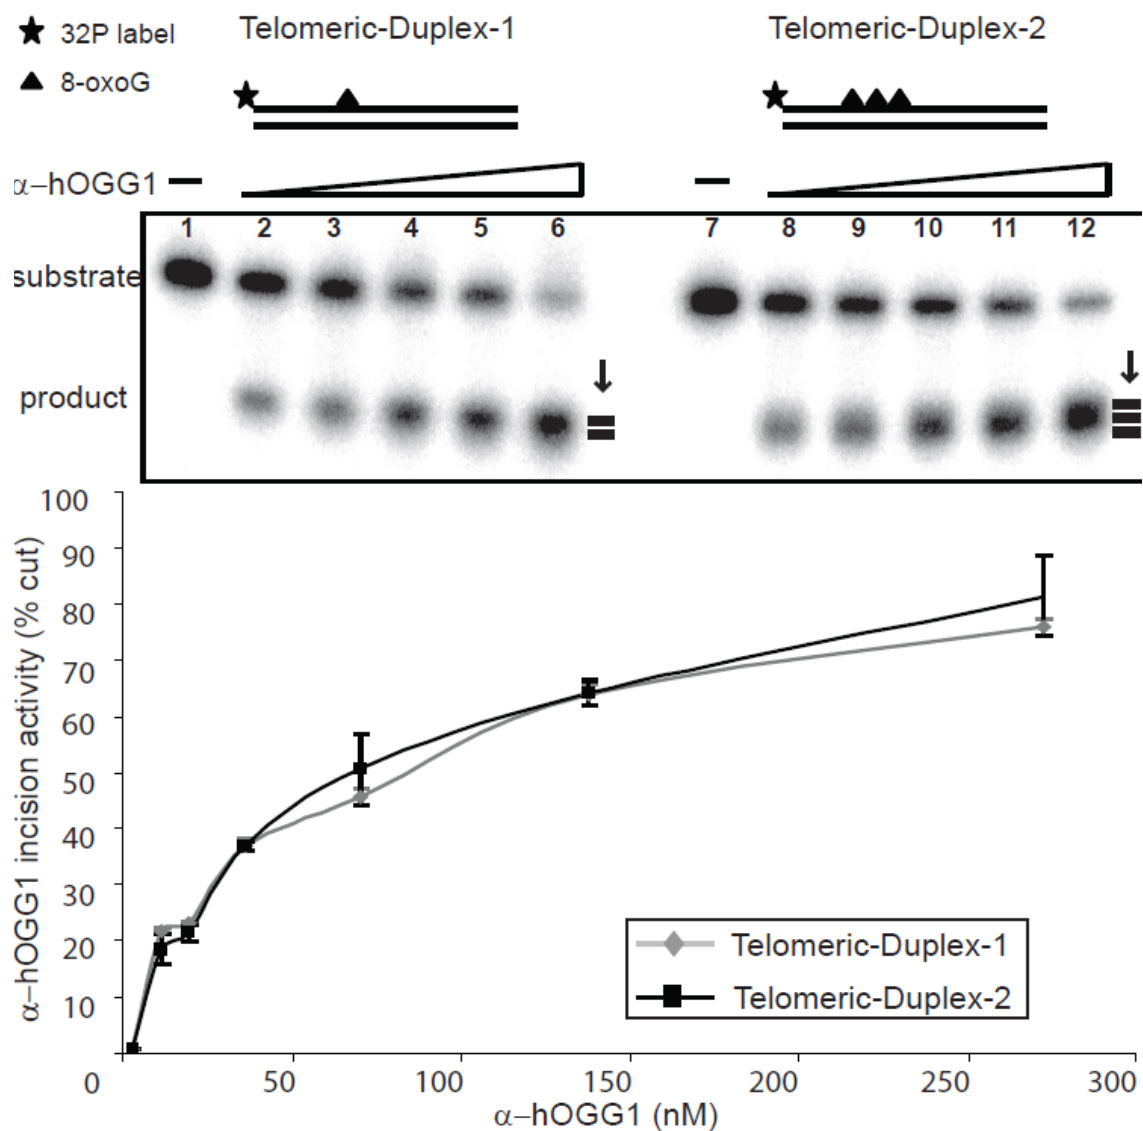 32P label
8-oxoG
Telomeric-Duplex-1
Telomeric-Duplex-2
α–hOGG1
1 2 3 4 5 6 7 8 9 10 11 12
substrate
product
100
90
80
70
60
50
40
30
20
10
α–hOGG1 incision activity (% cut)
Telomeric-Duplex-1
Telomeric-Duplex-2
0 50 100 150 200 250 300
α–hOGG1 (nM)